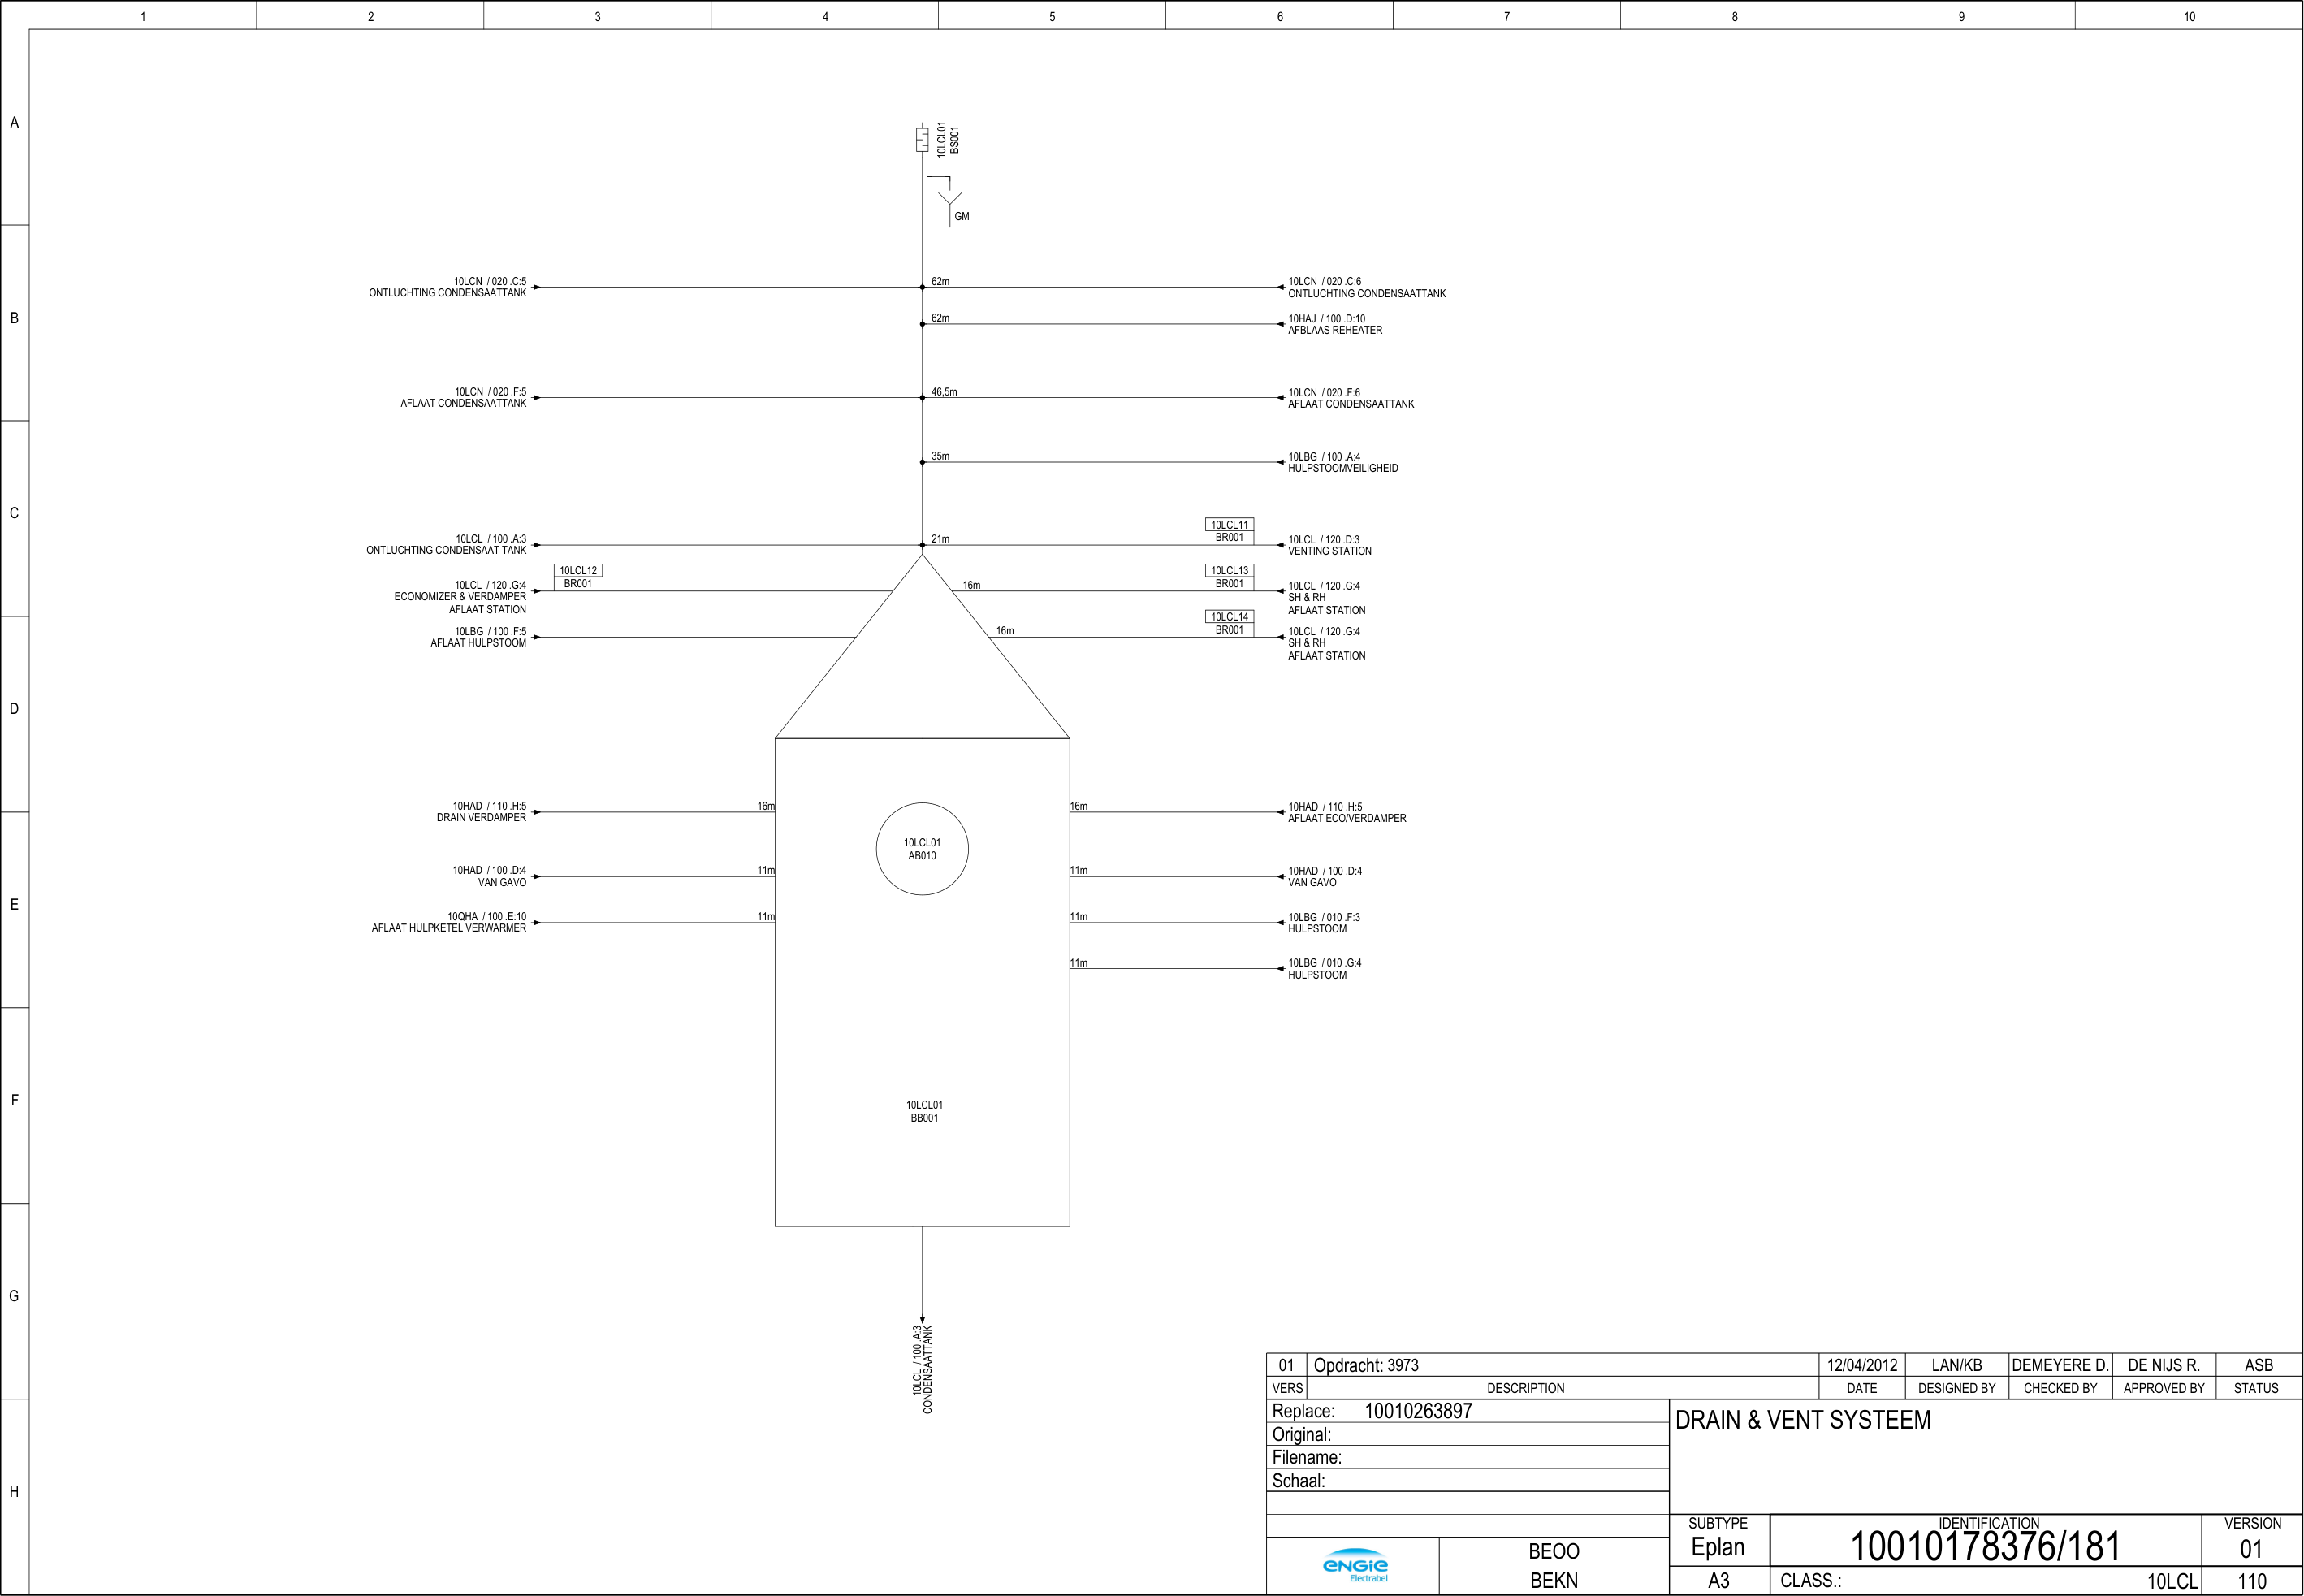 1 2 3 4 5 6 7 8 9 10
A
B
C
D
E
F
G
H
10LCL01
BS001
GM
10LCN / 020 .C:5
ONTLUCHTING CONDENSAATTANK
62m
10LCN / 020 .C:6
ONTLUCHTING CONDENSAATTANK
62m
10HAJ / 100 .D:10
AFBLAAS REHEATER
10LCN / 020 .F:5
AFLAAT CONDENSAATTANK
46,5m
10LCN / 020 .F:6
AFLAAT CONDENSAATTANK
35m
10LBG / 100 .A:4
HULPSTOOMVEILIGHEID
10LCL / 100 .A:3
ONTLUCHTING CONDENSAAT TANK
21m
10LCL11
BR001
10LCL / 120 .D:3
VENTING STATION
10LCL / 120 .G:4
ECONOMIZER & VERDAMPER
AFLAAT STATION
10LCL12
BR001
16m
10LCL13
BR001
10LCL / 120 .G:4
SH & RH
AFLAAT STATION
10LBG / 100 .F:5
AFLAAT HULPSTOOM
16m
10LCL14
BR001
10LCL / 120 .G:4
SH & RH
AFLAAT STATION
10HAD / 110 .H:5
DRAIN VERDAMPER
16m
16m
10HAD / 110 .H:5
AFLAAT ECO/VERDAMPER
10LCL01
AB010
10HAD / 100 .D:4
VAN GAVO
11m
11m
10HAD / 100 .D:4
VAN GAVO
10QHA / 100 .E:10
AFLAAT HULPKETEL VERWARMER
11m
11m
10LBG / 010 .F:3
HULPSTOOM
11m
10LBG / 010 .G:4
HULPSTOOM
10LCL01
BB001
10LCL / 100 .A:3
CONDENSAATTANK
01 Opdracht: 3973 12/04/2012 LAN/KB DEMEYERE D. DE NIJS R. ASB
VERS DESCRIPTION DATE DESIGNED BY CHECKED BY APPROVED BY STATUS
Replace: 10010263897
Original:
Filename:
Schaal:
DRAIN & VENT SYSTEEM
ENGIE
Electrabel
BEOO
BEKN
SUBTYPE
Eplan
A3
IDENTIFICATION
10010178376/181
CLASS.: 10LCL
VERSION
01
110